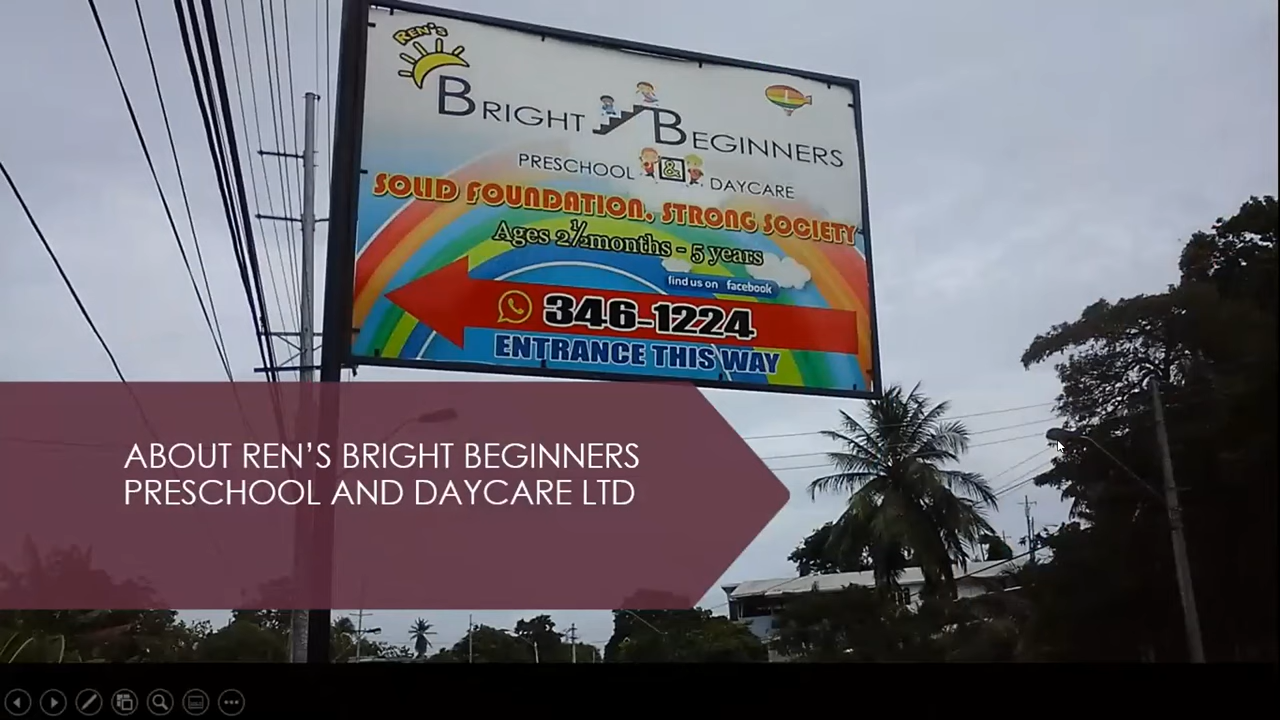 REN'S
BRIGHT BEGINNERS
PRESCHOOL & DAYCARE
SOLID FOUNDATION, STRONG SOCIETY
Ages 2½months - 5 years
find us on facebook
346-1224
ENTRANCE THIS WAY
ABOUT REN'S BRIGHT BEGINNERS
PRESCHOOL AND DAYCARE LTD